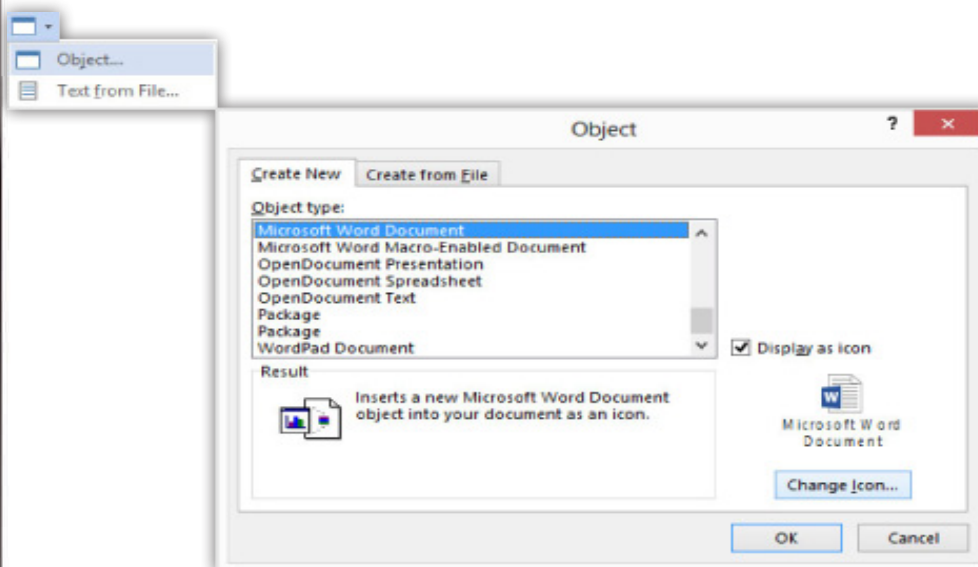 Object...
Text from File...
Object
?
Create New
Create from File
Object type:
Microsoft Word Document
Microsoft Word Macro-Enabled Document
OpenDocument Presentation
OpenDocument Spreadsheet
OpenDocument Text
Package
Package
WordPad Document
Display as icon
Result
Inserts a new Microsoft Word Document
object into your document as an icon.
W
Microsoft Word
Document
Change Icon...
OK
Cancel